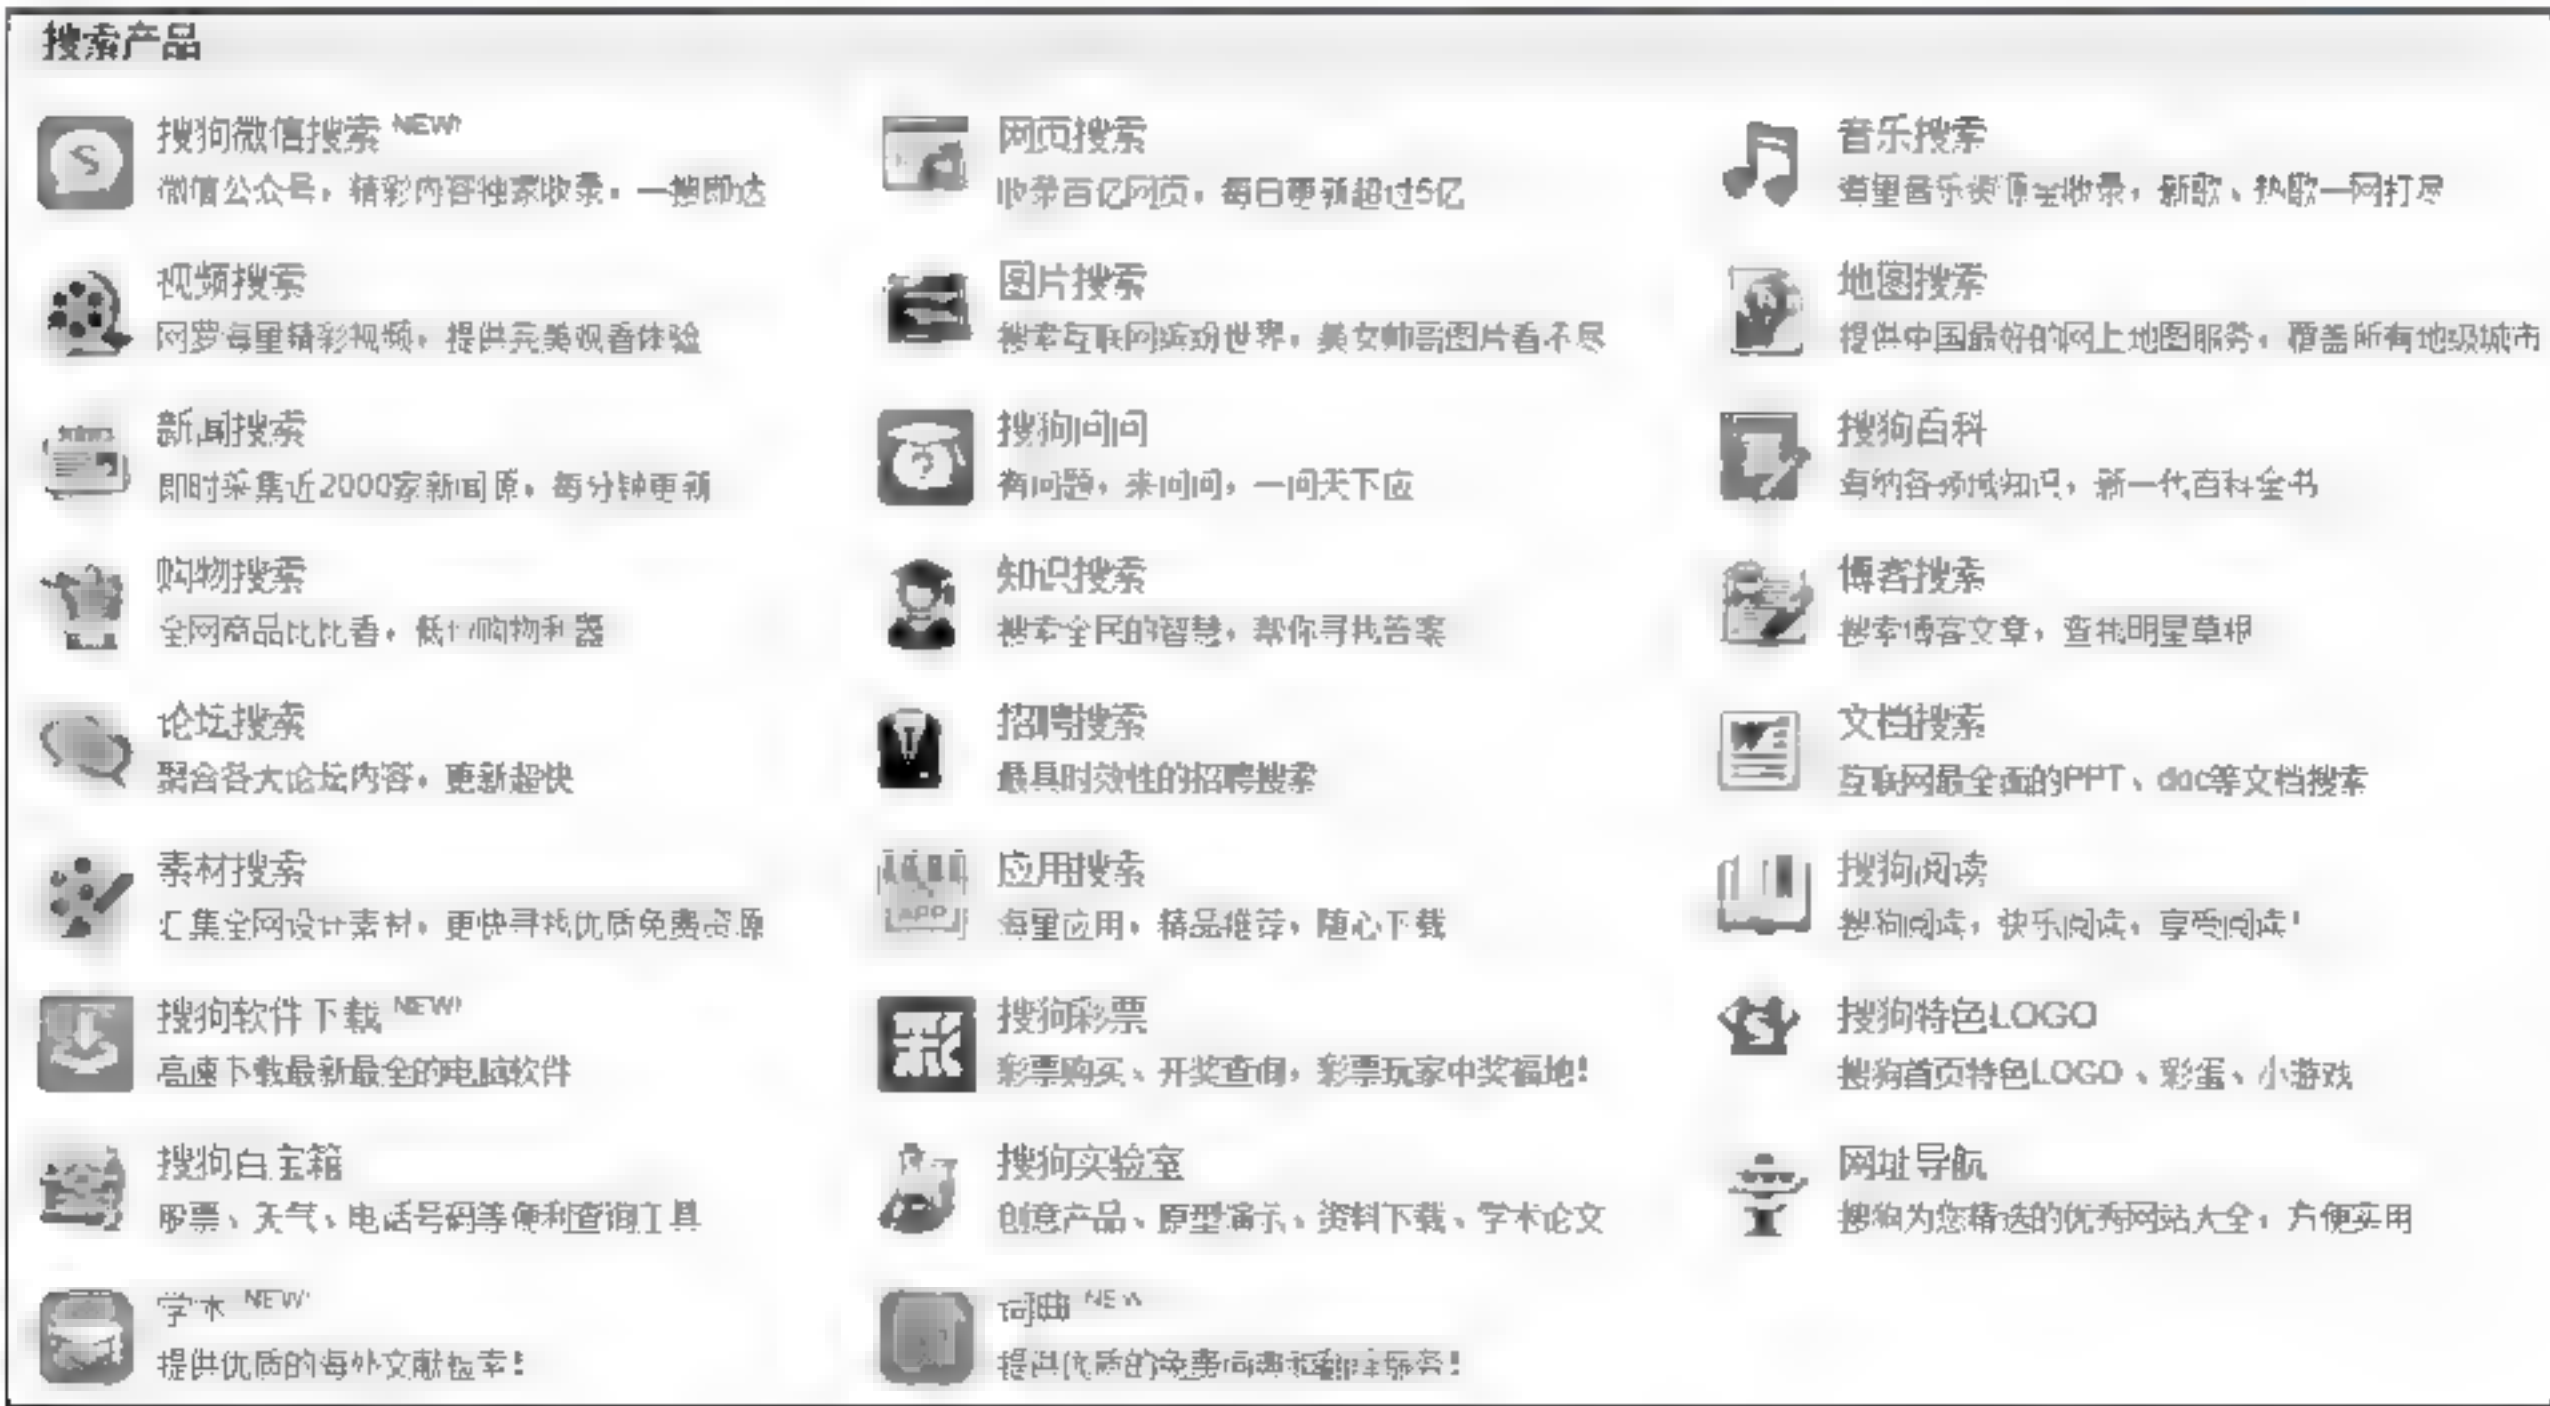 搜索产品
搜狗微信搜索 NEW!
微信公众号，精彩内容独家收录，一搜即达
网页搜索
收录百亿网页，每日更新超过5亿
音乐搜索
海量音乐资源全收录，新歌、热歌一网打尽
视频搜索
网罗海量精彩视频，提供完美观看体验
图片搜索
搜索互联网缤纷世界，美女帅哥图片看不尽
地图搜索
提供中国最好的网上地图服务，覆盖所有地级城市
新闻搜索
即时采集近2000家新闻源，每分钟更新
搜狗问问
有问题，来问问，一问天下应
搜狗百科
海纳各领域知识，新一代百科全书
购物搜索
全网商品比比看，低价购物利器
知识搜索
搜索全民的智慧，帮你寻找答案
博客搜索
搜索博客文章，查找明星草根
论坛搜索
聚合各大论坛内容，更新超快
招聘搜索
最具时效性的招聘搜索
文档搜索
互联网最全面的PPT、doc等文档搜索
素材搜索
汇集全网设计素材，更快寻找优质免费资源
APP
应用搜索
海量应用，精品推荐，随心下载
搜狗阅读
搜狗阅读，快乐阅读，享受阅读！
搜狗软件下载 NEW!
高速下载最新最全的电脑软件
彩
搜狗彩票
彩票购买、开奖查询，彩票玩家中奖福地！
搜狗特色LOGO
搜狗首页特色LOGO、彩蛋、小游戏
搜狗百宝箱
股票、天气、电话号码等便利查询工具
搜狗实验室
创意产品、原型演示、资料下载、学术论文
网址导航
搜狗为您精选的优秀网站大全，方便实用
学术 NEW!
提供优质的海外文献检索！
词典 NEW!
提供优质的免费词典和翻译服务！